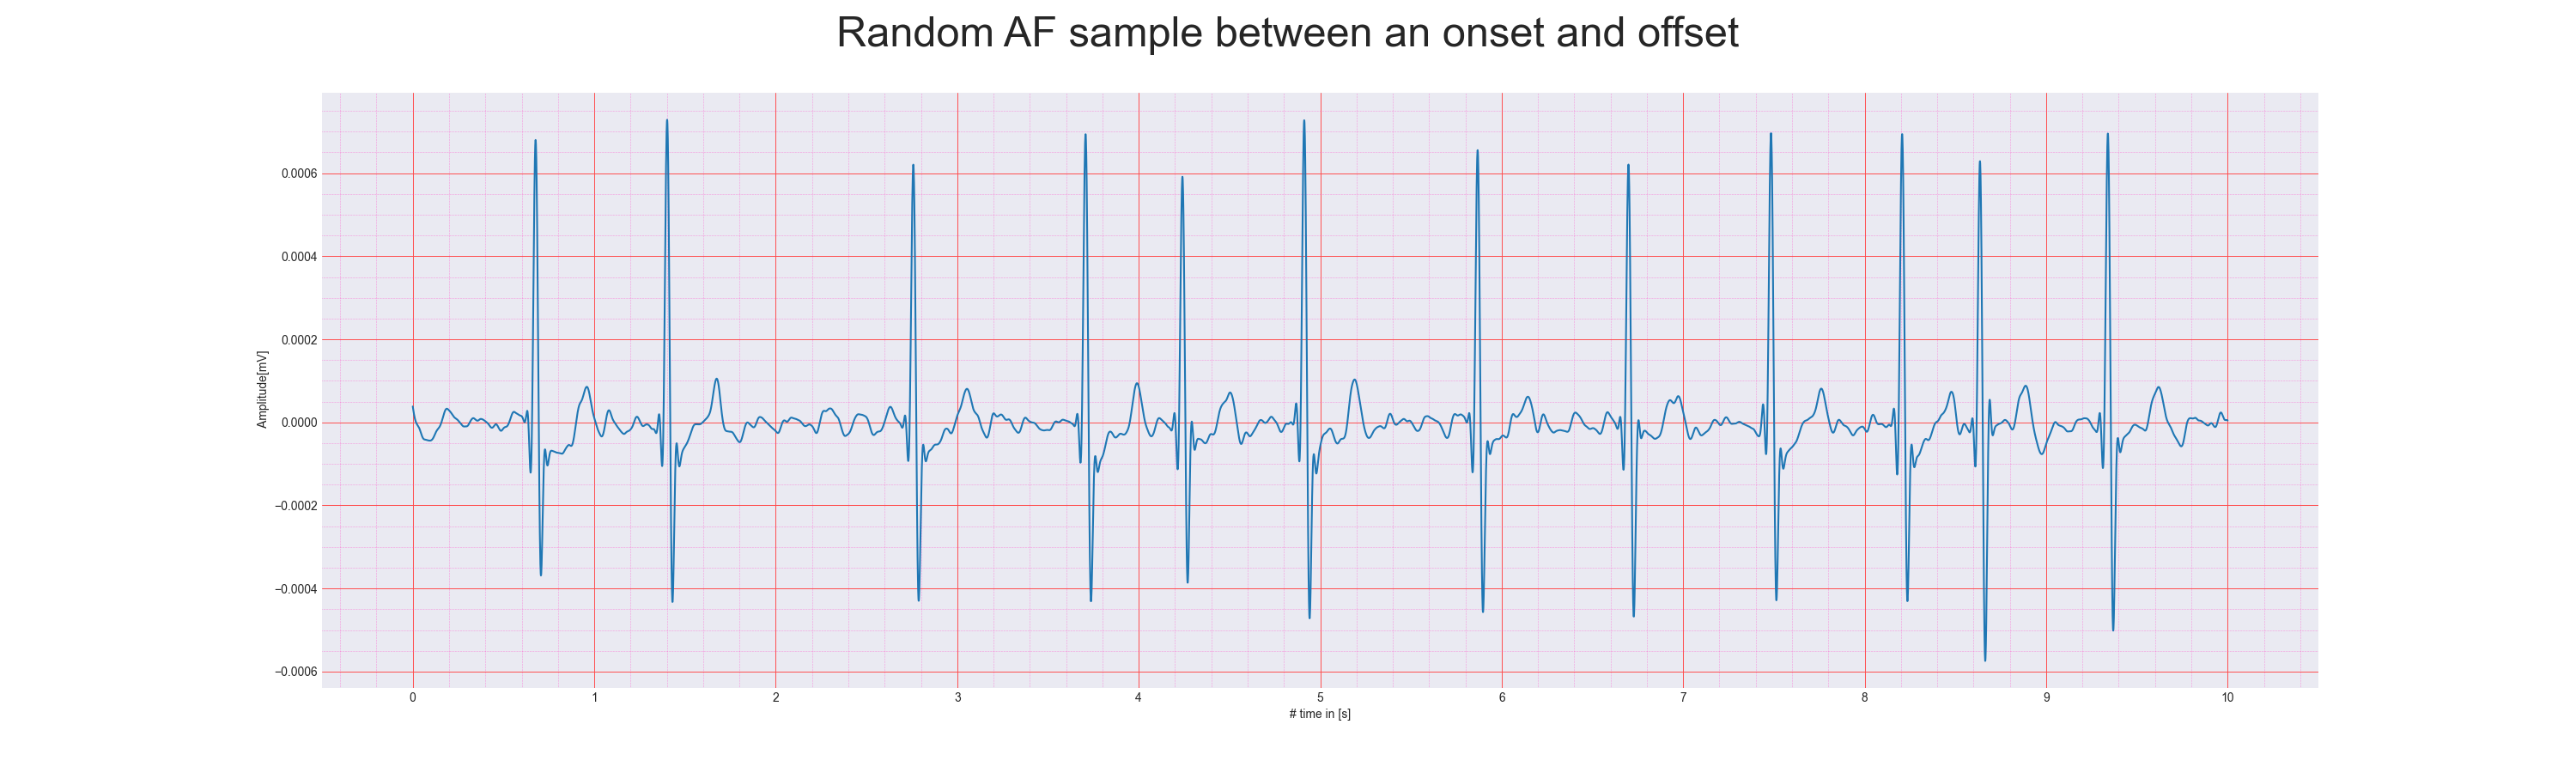 Random AF sample between an onset and offset
Amplitude[mV]
0.0006
0.0004
0.0002
0.0000
−0.0002
−0.0004
−0.0006
0 1 2 3 4 5 6 7 8 9 10
# time in [s]